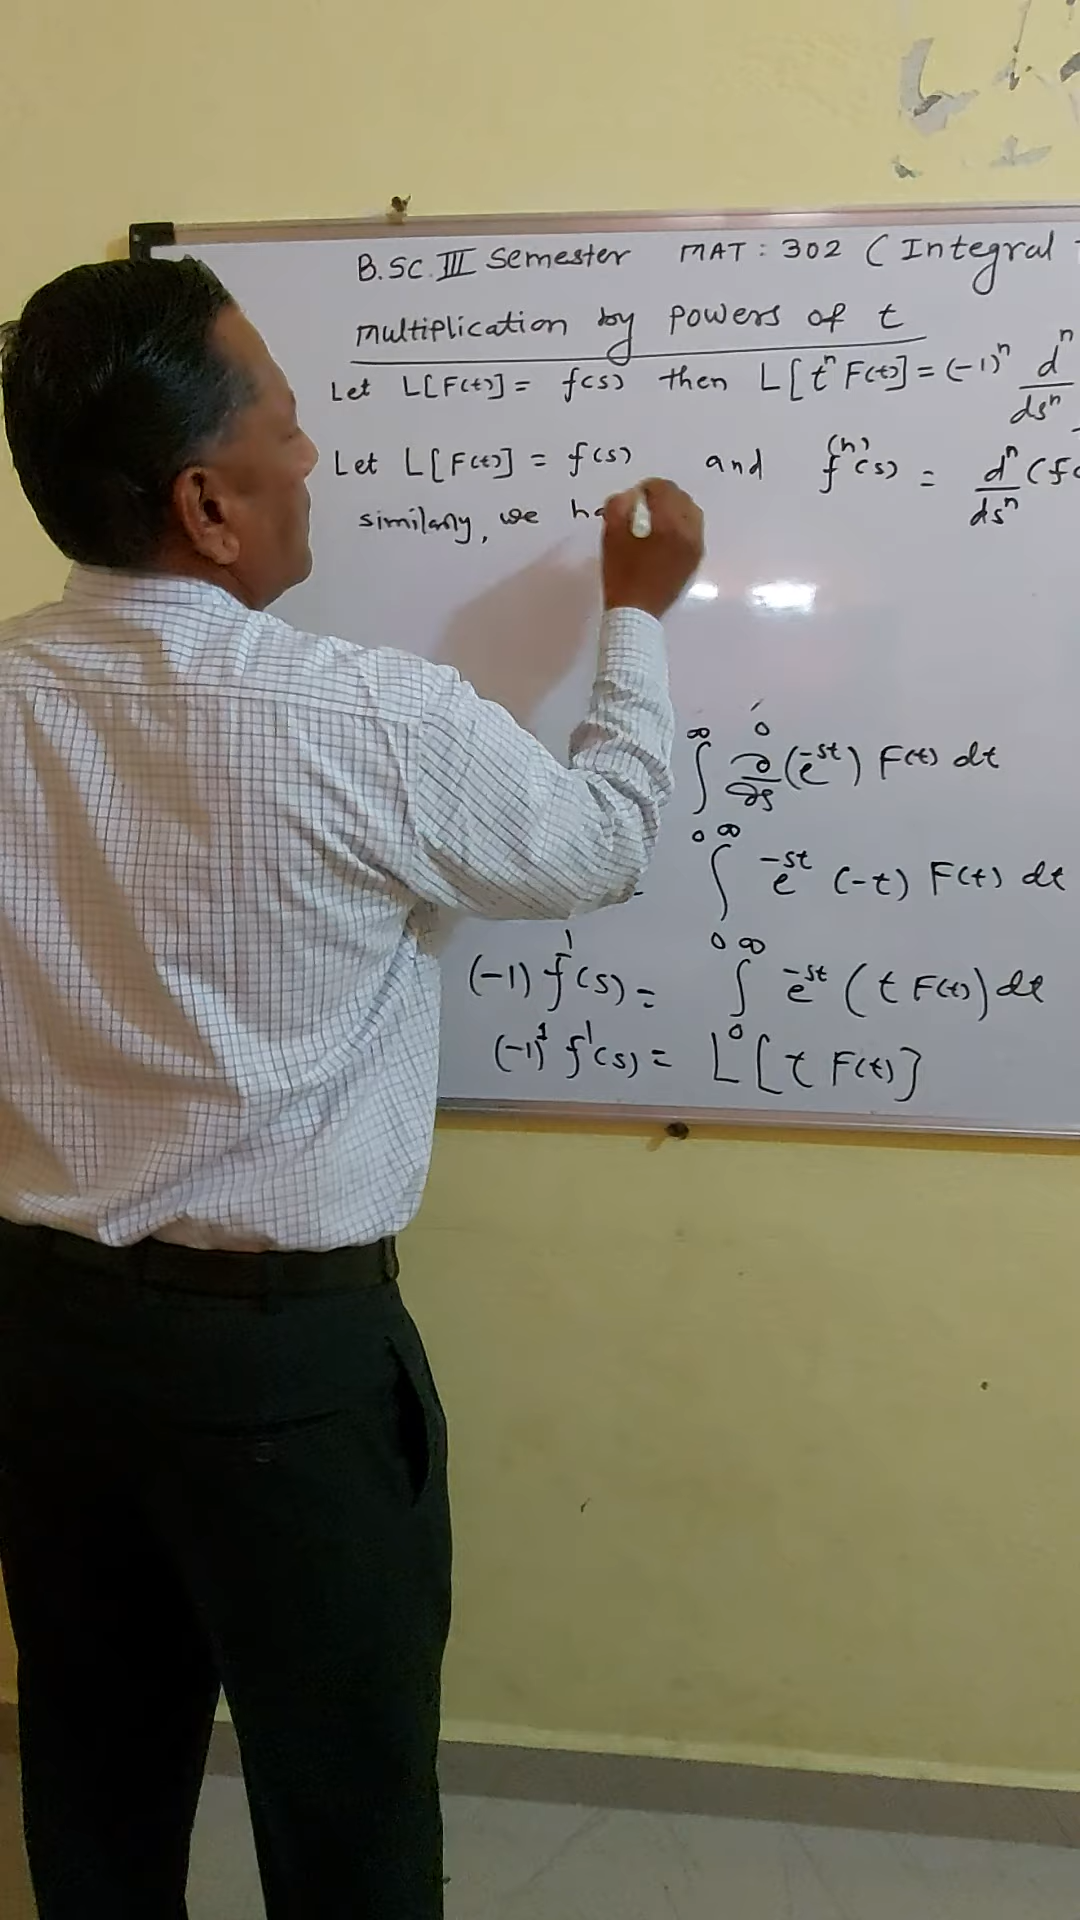 B.SC. III Semester MAT : 302 ( Integral
Multiplication by powers of t
Let L[F(t)] = f(s) then L[tⁿ F(t)] = (-1)ⁿ dⁿ/dsⁿ
Let L[F(t)] = f(s) and f⁽ⁿ⁾(s) = dⁿ/dsⁿ (f(
similarly, we ha
∫₀^∞ ∂/∂s (e^-st) F(t) dt
∫₀^∞ e^-st (-t) F(t) dt
(-1) f'(s) = ∫₀^∞ e^-st ( t F(t) ) dt
(-1)¹ f'(s) = L [ t F(t) ]